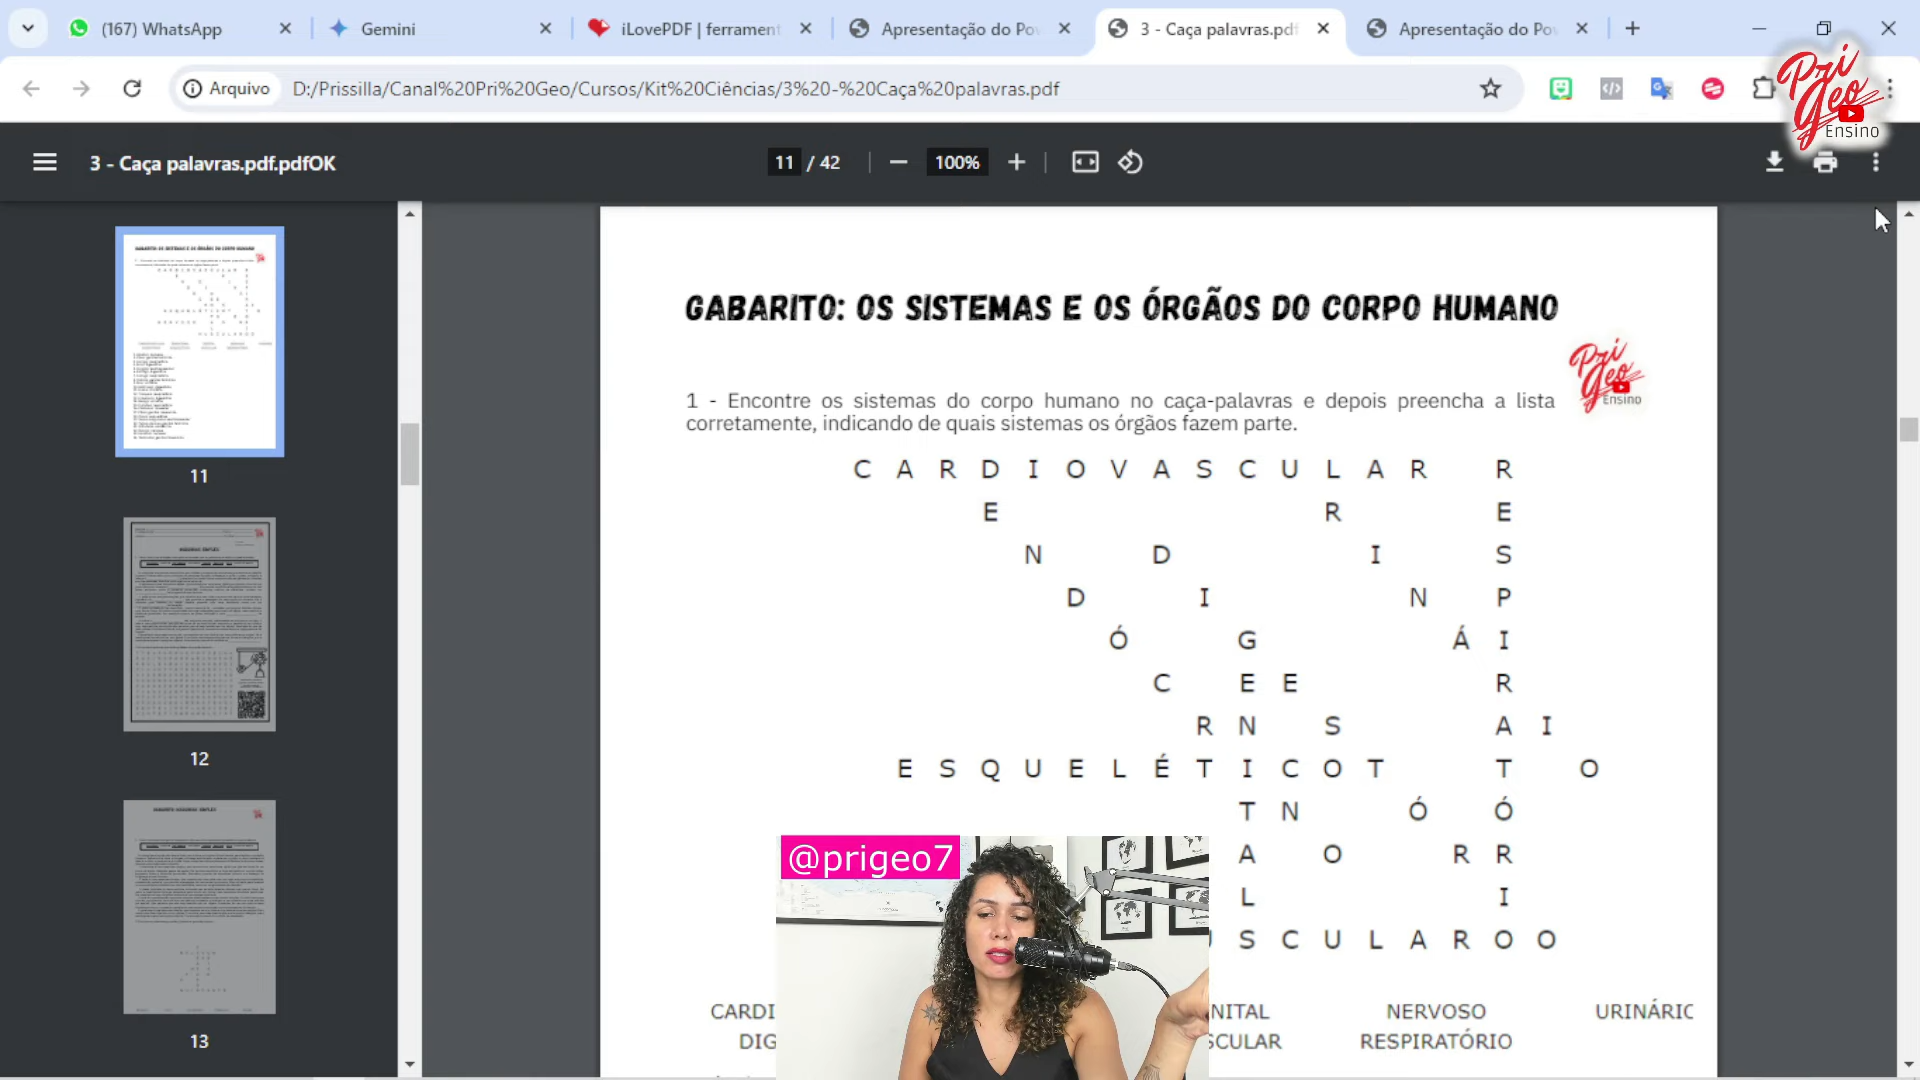 (167) WhatsApp
Gemini
iLovePDF | ferrament
Apresentação do Pov
3 - Caça palavras.pdf
Apresentação do Pov
Arquivo
D:/Prissilla/Canal%20Pri%20Geo/Cursos/Kit%20Ciências/3%20-%20Caça%20palavras.pdf
Pri
Geo
Ensino
3 - Caça palavras.pdf.pdfOK
11 / 42
100%
11
12
13
GABARITO: OS SISTEMAS E OS ÓRGÃOS DO CORPO HUMANO
Pri
Geo
Ensino
1 - Encontre os sistemas do corpo humano no caça-palavras e depois preencha a lista
corretamente, indicando de quais sistemas os órgãos fazem parte.
C A R D I O V A S C U L A R R
E R E
N D I S
D I N P
Ó G Á I
C E E R
R N S A I
E S Q U E L É T I C O T T O
T N Ó Ó
A O R R
L I
S C U L A R O O
CARDI NITAL NERVOSO URINÁRIC
DIG SCULAR RESPIRATÓRIO
@prigeo7